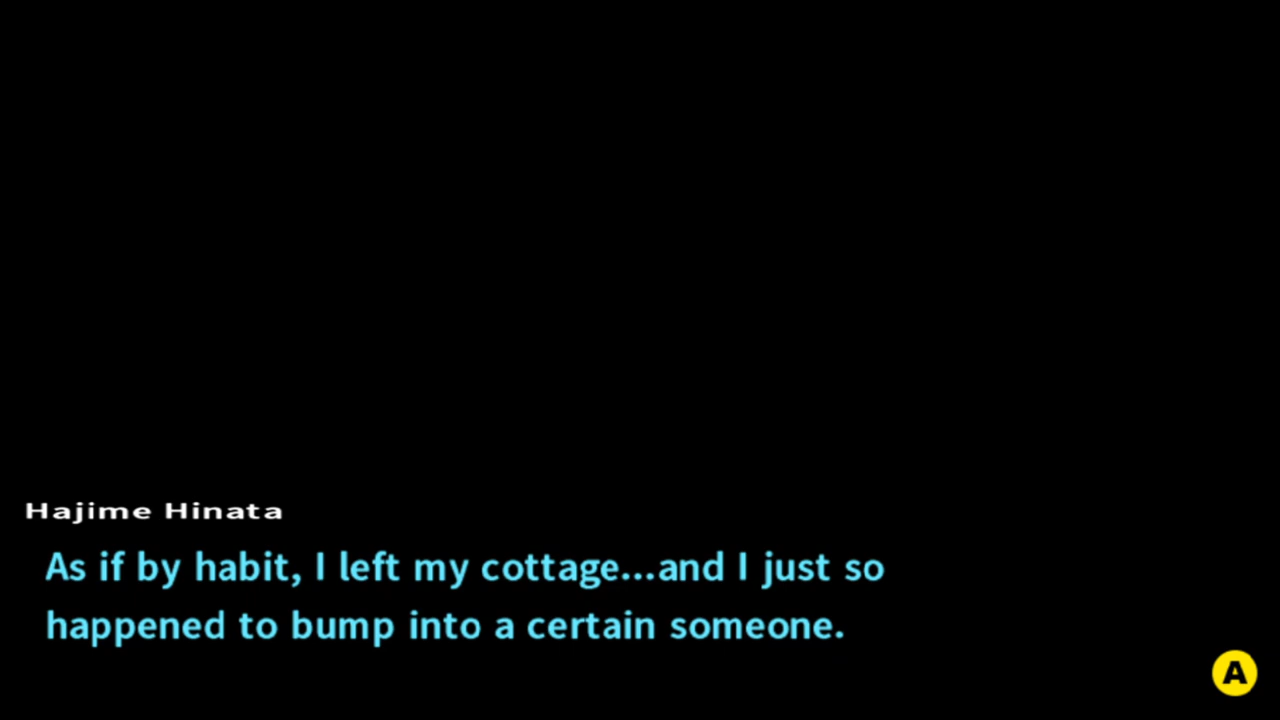 Hajime Hinata
As if by habit, I left my cottage...and I just so
happened to bump into a certain someone.
A